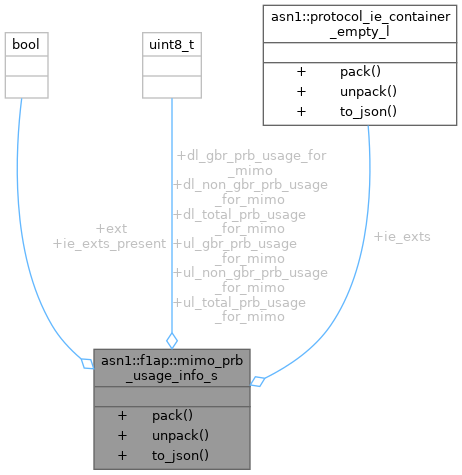 asn1::protocol_ie_container
_empty_l
bool
uint8_t
+ pack()
+ unpack()
+ to_json()
+dl_gbr_prb_usage_for
_mimo
+dl_non_gbr_prb_usage
_for_mimo
+dl_total_prb_usage
_for_mimo
+ul_gbr_prb_usage
_for_mimo
+ul_non_gbr_prb_usage
_for_mimo
+ul_total_prb_usage
_for_mimo
+ext
+ie_exts_present
+ie_exts
asn1::f1ap::mimo_prb
_usage_info_s
+ pack()
+ unpack()
+ to_json()